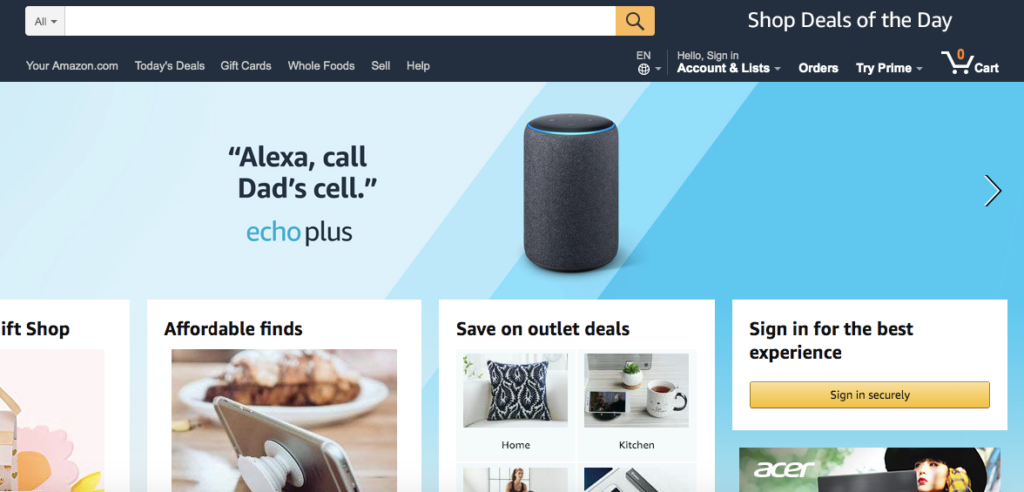 All
Shop Deals of the Day
Your Amazon.com Today's Deals Gift Cards Whole Foods Sell Help
EN
Hello, Sign in
Account & Lists
Orders
Try Prime
0
Cart
“Alexa, call
Dad’s cell.”
echo plus
ift Shop
Affordable finds
Save on outlet deals
Home
Kitchen
Sign in for the best
experience
Sign in securely
acer